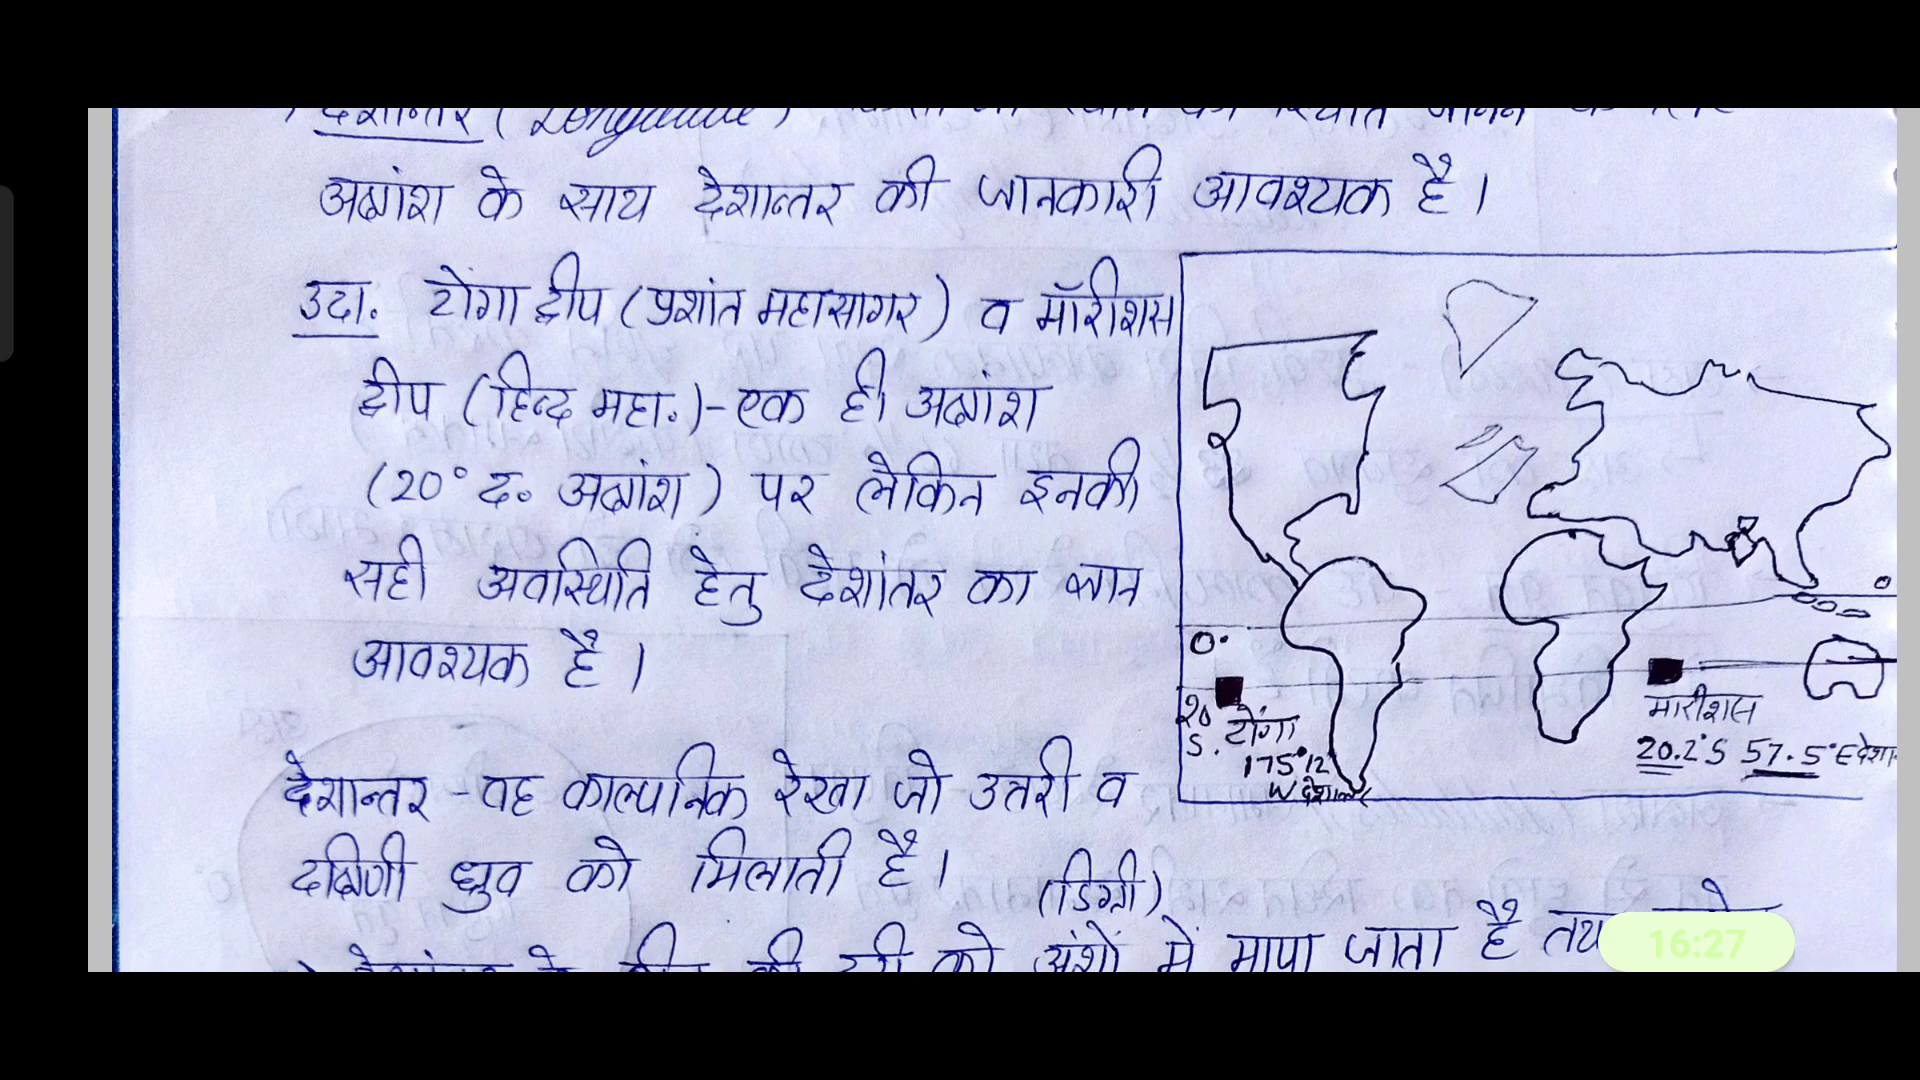 देशान्तर (Longitude)
अक्षांश के साथ देशान्तर की जानकारी आवश्यक है।
उदा. टोंगा द्वीप (प्रशांत महासागर) व मॉरीशस
द्वीप (हिन्द महा.) - एक ही अक्षांश
(20° द. अक्षांश) पर लेकिन इनकी
सही अवस्थिति हेतु देशांतर का ज्ञान
आवश्यक है।
0°
20
S.
टोंगा
175°12'
W देशा.
मारीशस
20.2°S 57.5°E देशा
देशान्तर - वह काल्पनिक रेखा जो उत्तरी व
दक्षिणी ध्रुव को मिलाती है।
(डिग्री)
को अंशों में मापा जाता है
16:27